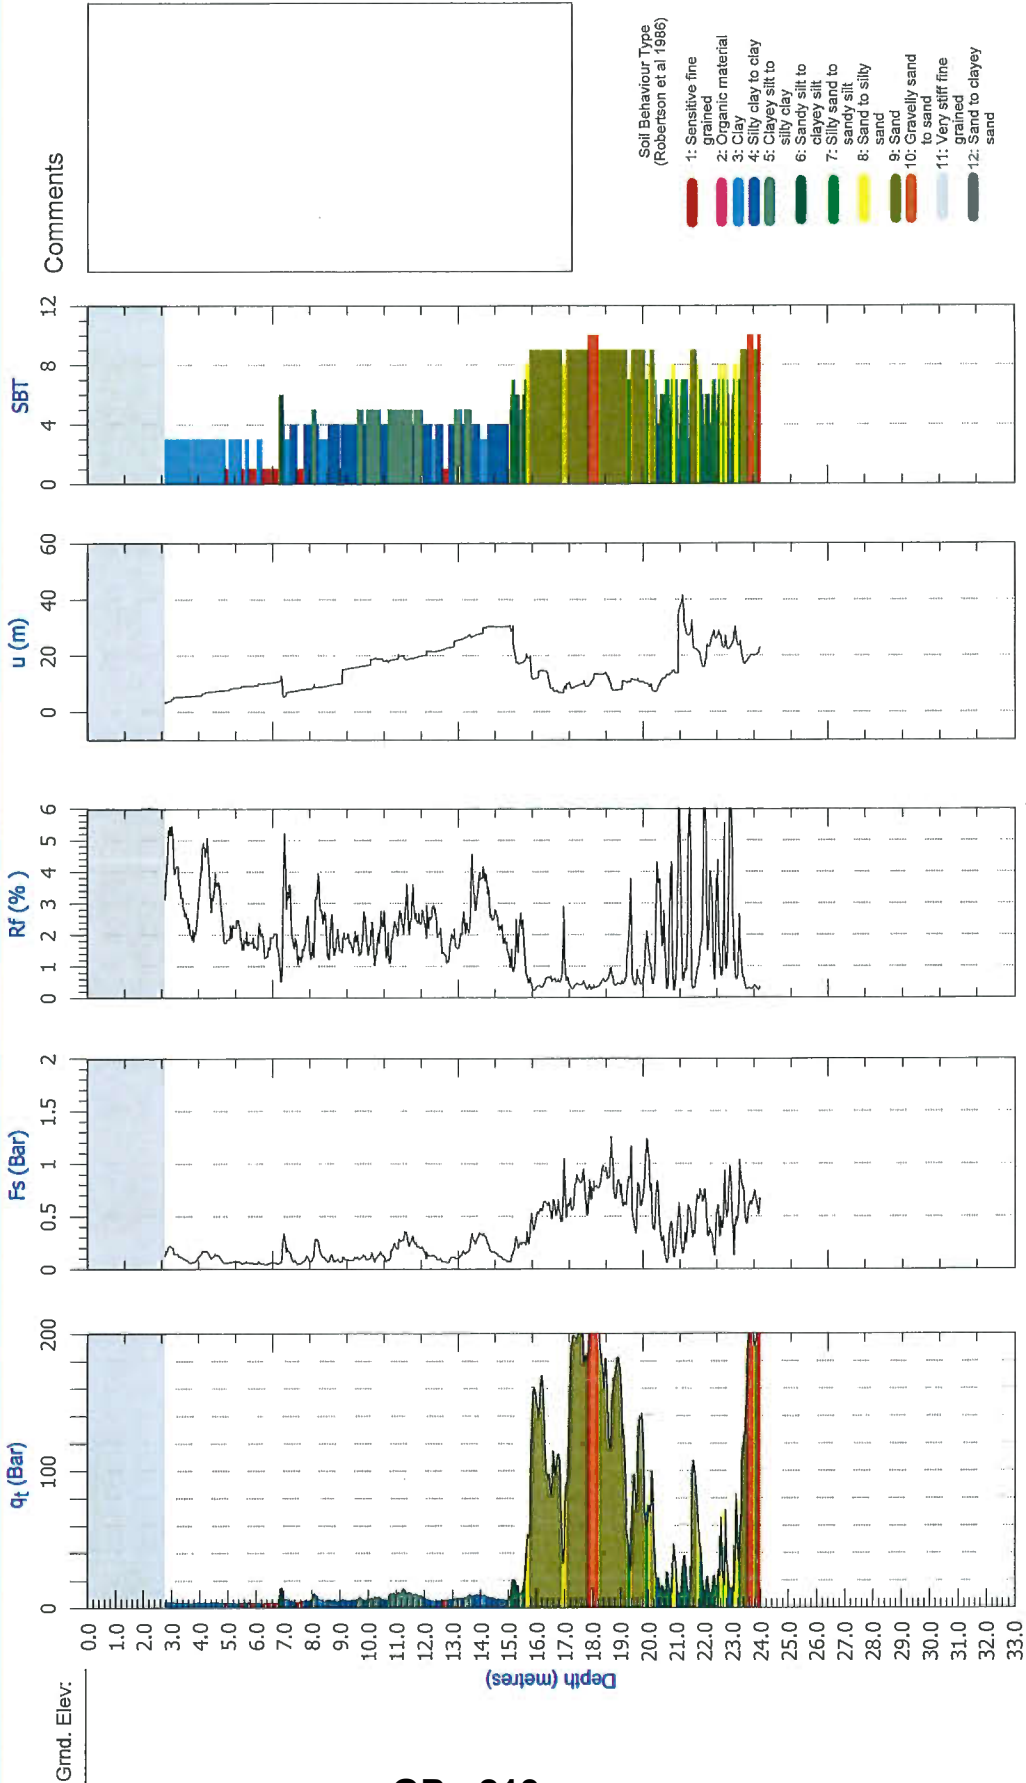 Grnd. Elev:
Depth (metres)
0.0
1.0
2.0
3.0
4.0
5.0
6.0
7.0
8.0
9.0
10.0
11.0
12.0
13.0
14.0
15.0
16.0
17.0
18.0
19.0
20.0
21.0
22.0
23.0
24.0
25.0
26.0
27.0
28.0
29.0
30.0
31.0
32.0
33.0
qt (Bar)
0
100
200
Fs (Bar)
0
0.5
1
1.5
2
Rf (% )
0
1
2
3
4
5
6
u (m)
0
20
40
60
SBT
0
4
8
12
Comments
Soil Behaviour Type
(Robertson et al 1986)
1: Sensitive fine
grained
2: Organic material
3: Clay
4: Silty clay to clay
5: Clayey silt to
silty clay
6: Sandy silt to
clayey silt
7: Silty sand to
sandy silt
8: Sand to silty
sand
9: Sand
10: Gravelly sand
to sand
11: Very stiff fine
grained
12: Sand to clayey
sand